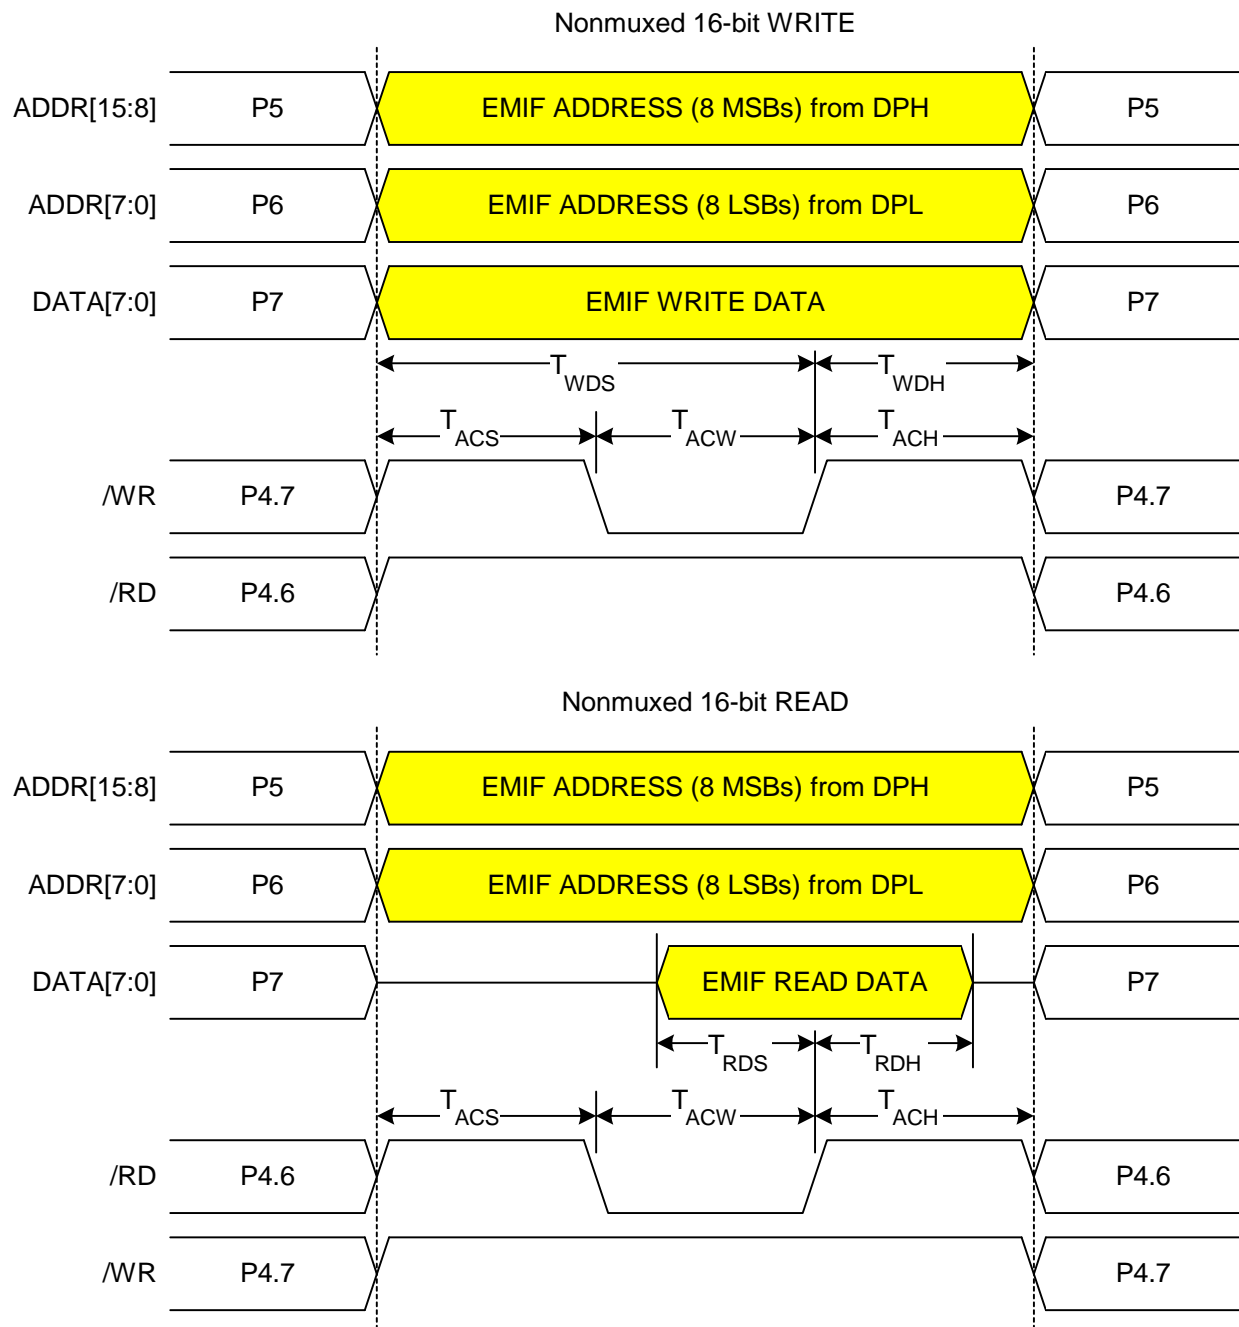 Nonmuxed 16-bit WRITE
ADDR[15:8] P5 EMIF ADDRESS (8 MSBs) from DPH P5
ADDR[7:0] P6 EMIF ADDRESS (8 LSBs) from DPL P6
DATA[7:0] P7 EMIF WRITE DATA P7
TWDS TWDH
TACS TACW TACH
/WR P4.7 P4.7
/RD P4.6 P4.6
Nonmuxed 16-bit READ
ADDR[15:8] P5 EMIF ADDRESS (8 MSBs) from DPH P5
ADDR[7:0] P6 EMIF ADDRESS (8 LSBs) from DPL P6
DATA[7:0] P7 EMIF READ DATA P7
TRDS TRDH
TACS TACW TACH
/RD P4.6 P4.6
/WR P4.7 P4.7